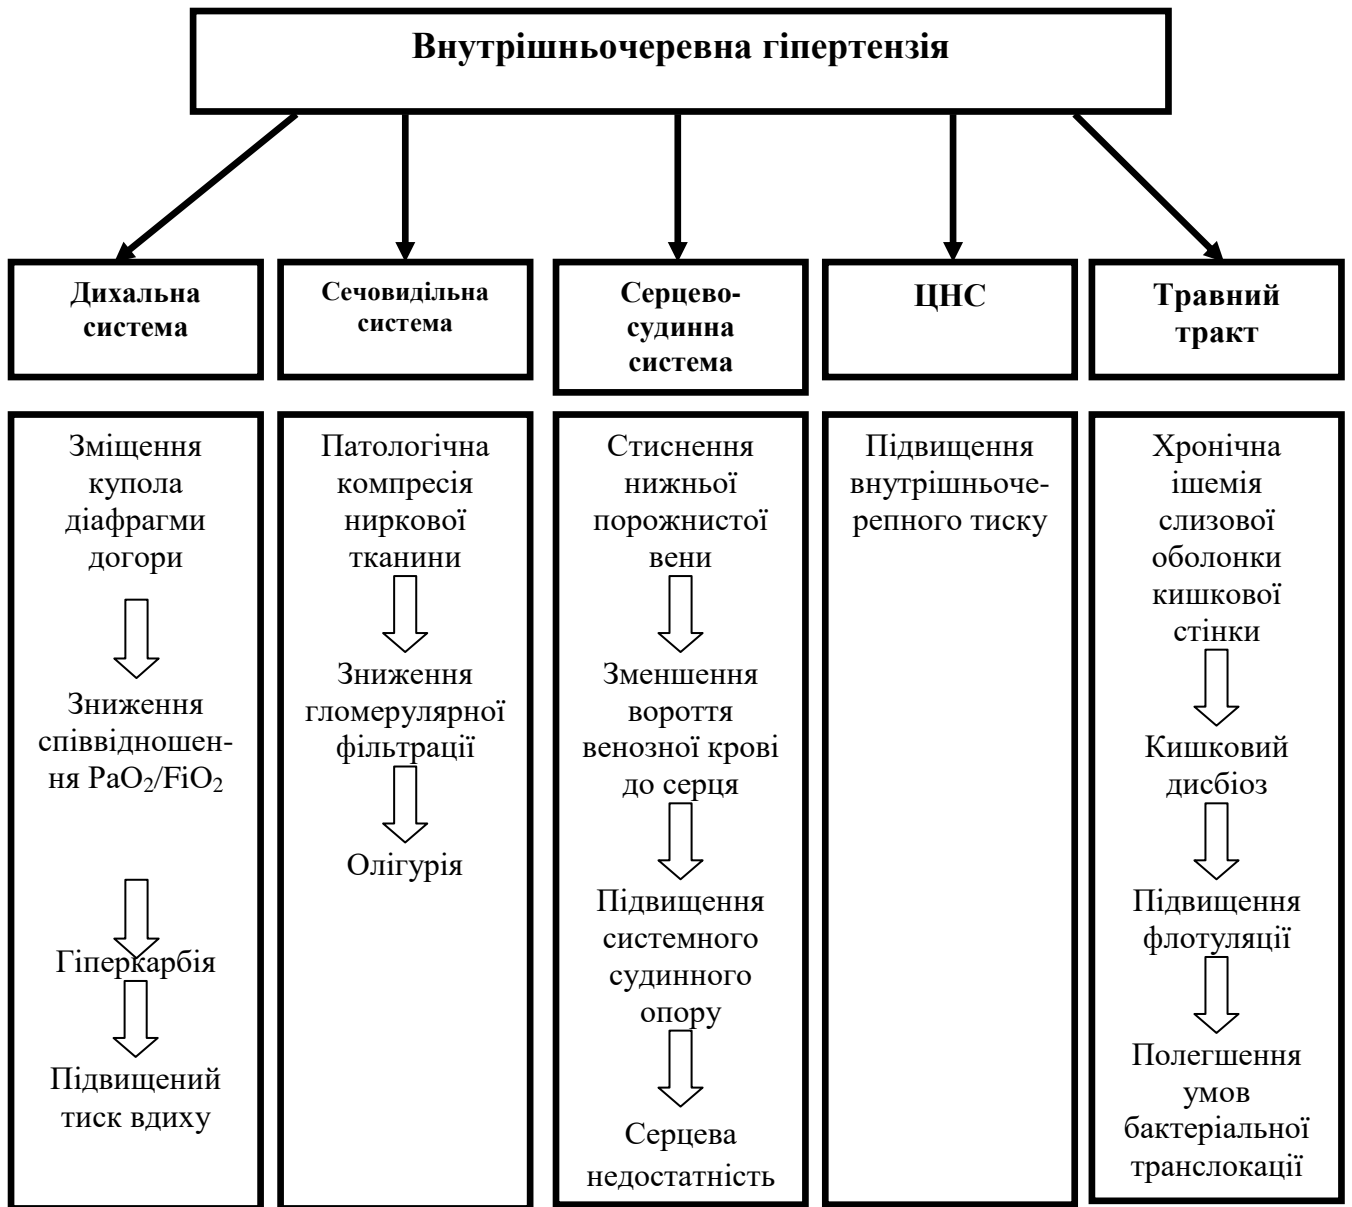 Внутрішньочеревна гіпертензія
Дихальна
система
Сечовидільна
система
Серцево-
судинна
система
ЦНС
Травний
тракт
Зміщення
купола
діафрагми
догори
Зниження
співвідношен-
ня PaO₂/FiO₂
Гіперкарбія
Підвищений
тиск вдиху
Патологічна
компресія
ниркової
тканини
Зниження
гломерулярної
фільтрації
Олігурія
Стиснення
нижньої
порожнистої
вени
Зменшення
вороття
венозної крові
до серця
Підвищення
системного
судинного
опору
Серцева
недостатність
Підвищення
внутрішньоче-
репного тиску
Хронічна
ішемія
слизової
оболонки
кишкової
стінки
Кишковий
дисбіоз
Підвищення
флотуляції
Полегшення
умов
бактеріальної
транслокації